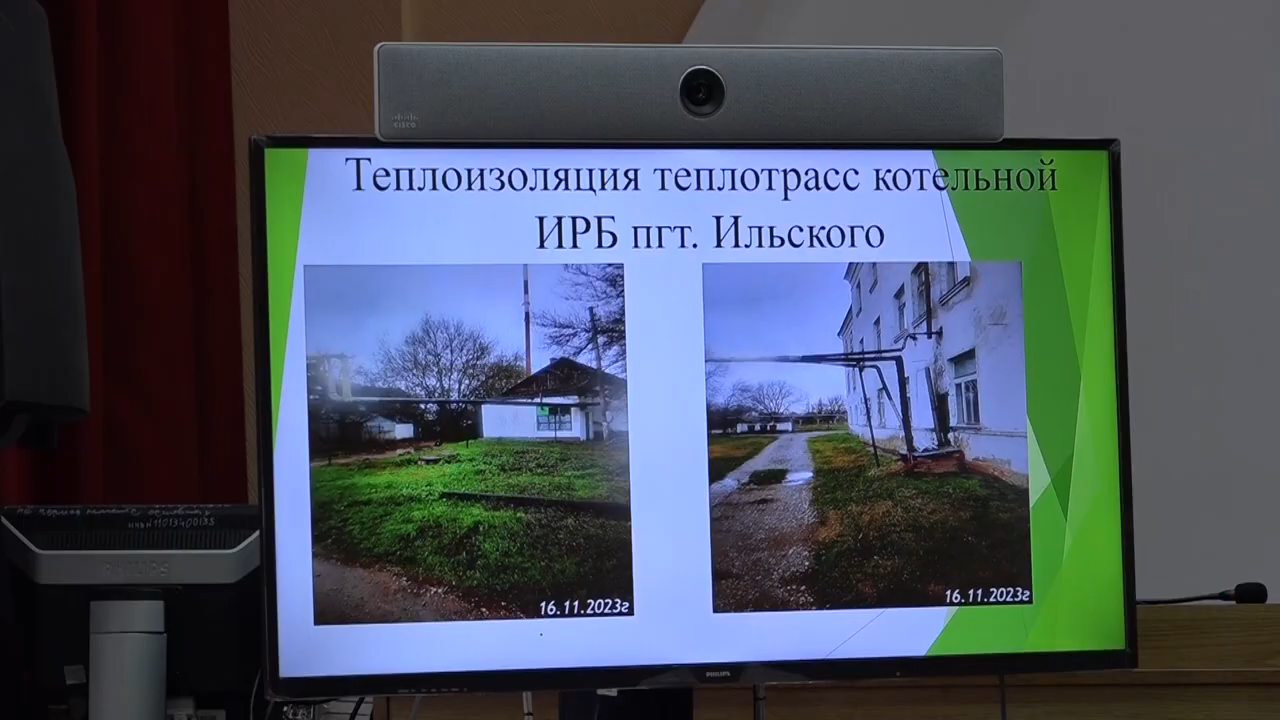 cisco
Теплоизоляция теплотрасс котельной
ИРБ пгт. Ильского
16.11.2023г
16.11.2023г
PHILIPS
PHILIPS